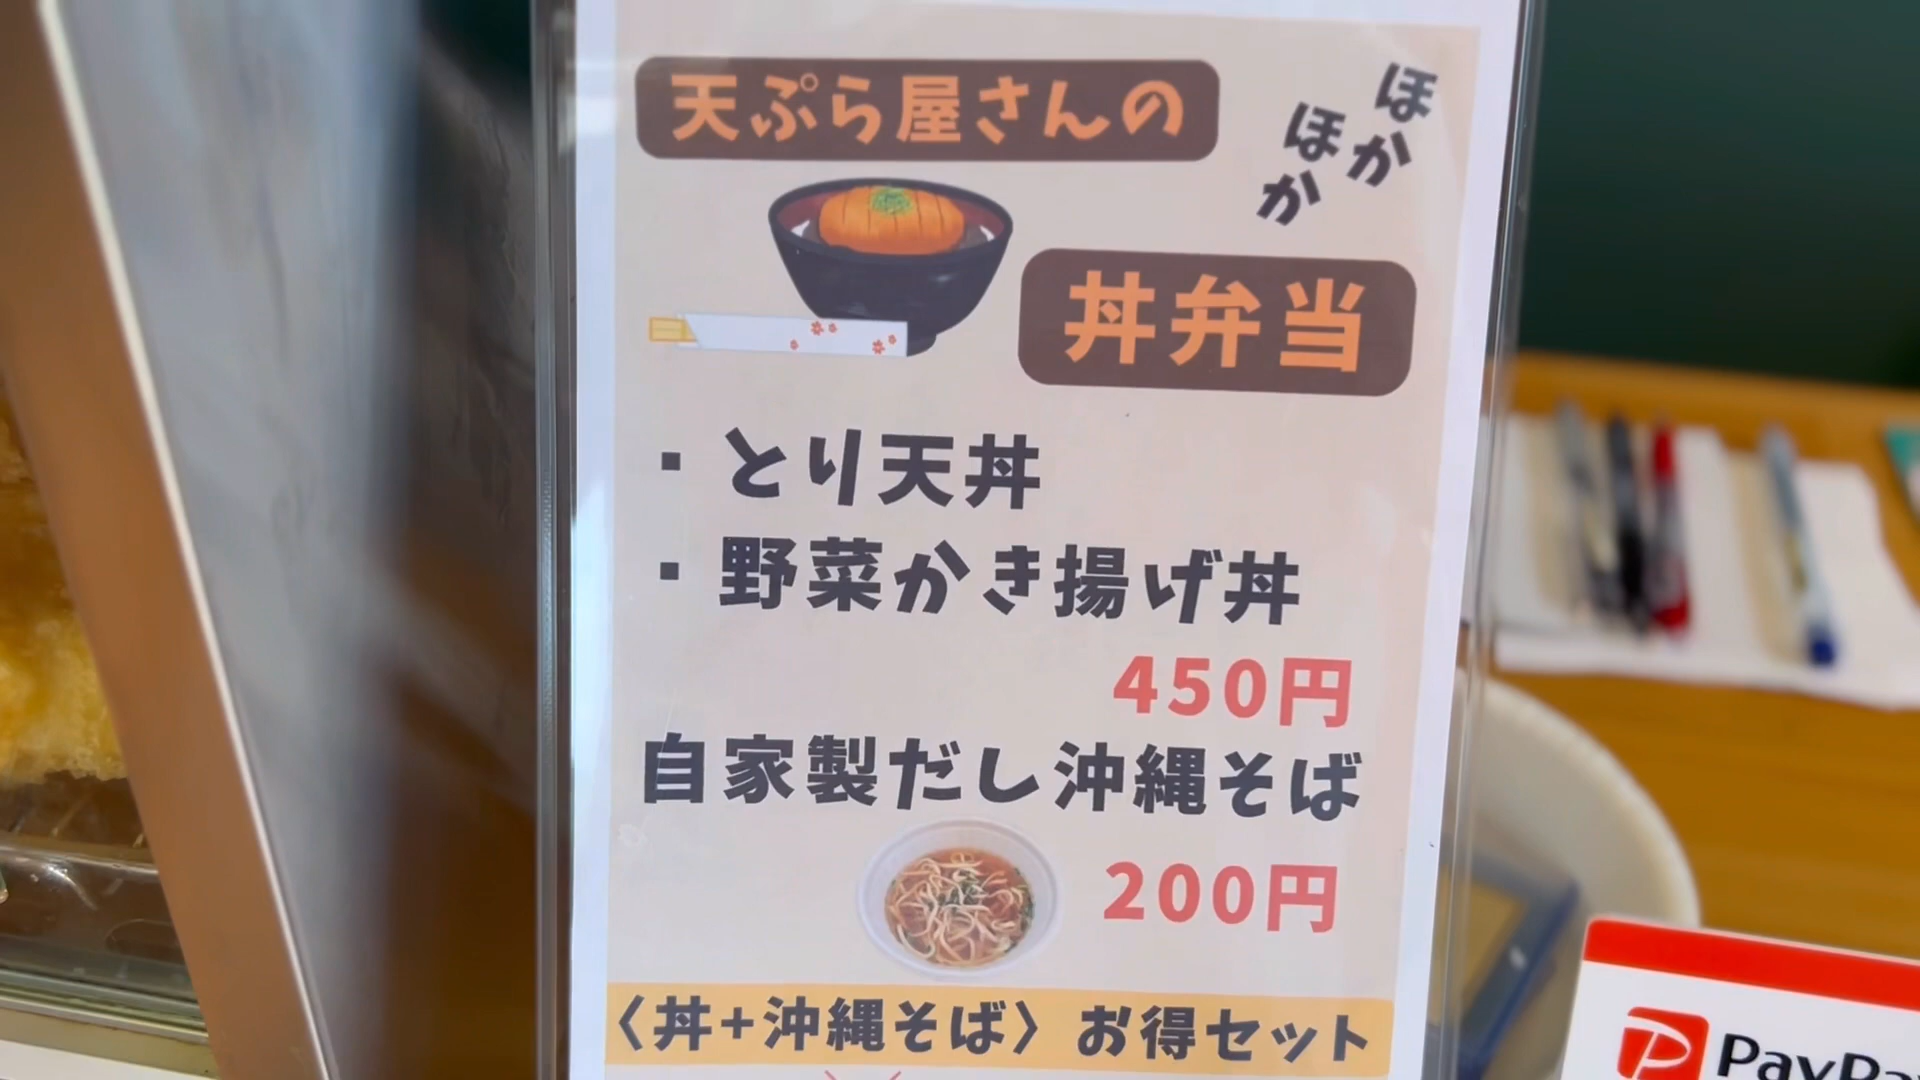 天ぷら屋さんの
ほかほか
丼弁当
・とり天丼
・野菜かき揚げ丼
450円
自家製だし沖縄そば
200円
〈丼+沖縄そば〉お得セット